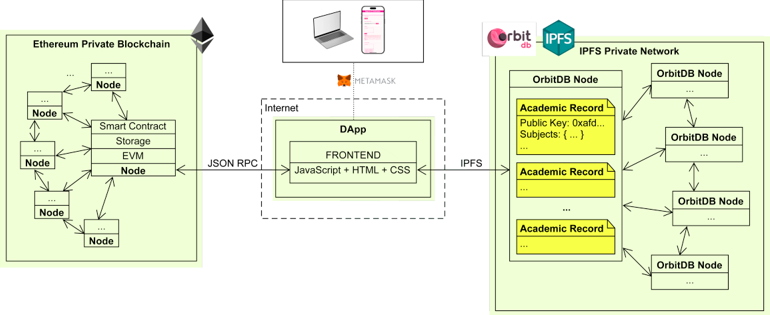 Ethereum Private Blockchain
...
...
Node
...
Node
...
Node
...
Node
...
Node
Smart Contract
Storage
EVM
Node
JSON RPC
METAMASK
Internet
DApp
FRONTEND
JavaScript + HTML + CSS
IPFS
orbit
db
IPFS
IPFS Private Network
OrbitDB Node
Academic Record
Public Key: 0xafd...
Subjects: { ... }
...
Academic Record
...
...
Academic Record
...
OrbitDB Node
...
OrbitDB Node
...
OrbitDB Node
...
OrbitDB Node
...